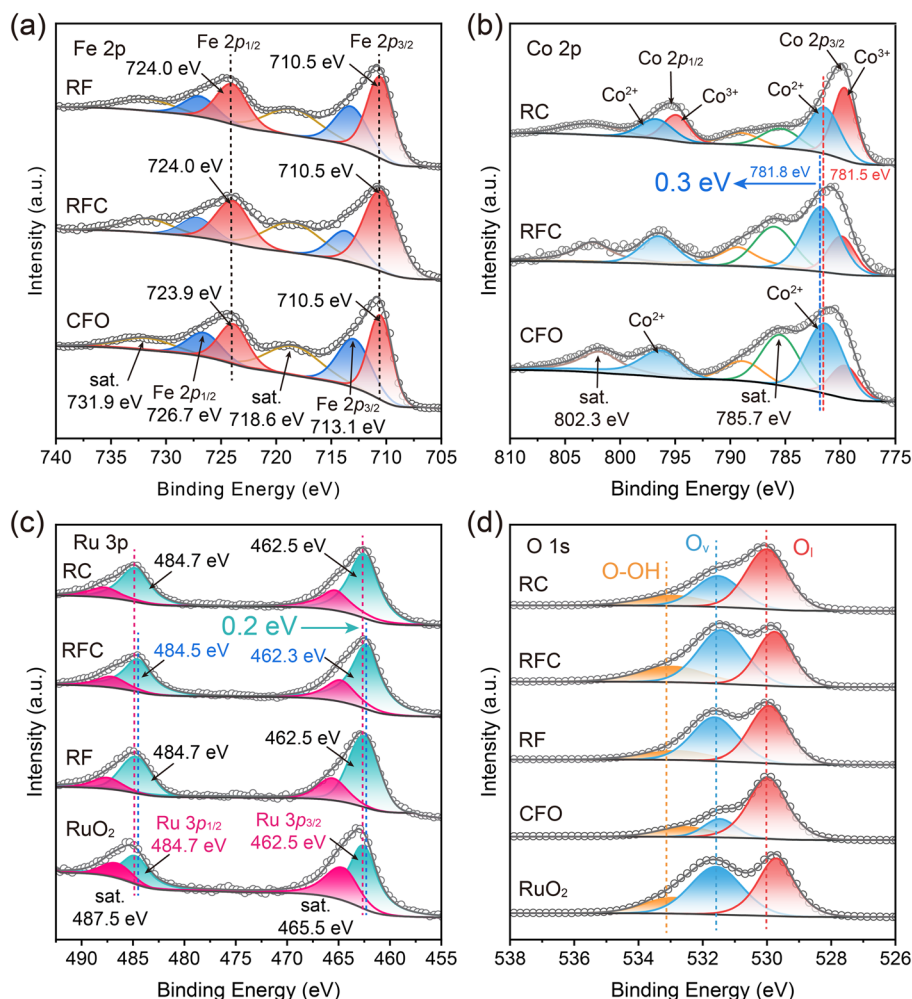 (a)
Fe 2p
Fe 2p1/2
Fe 2p3/2
RF
724.0 eV
710.5 eV
724.0 eV
710.5 eV
RFC
723.9 eV
710.5 eV
CFO
sat.
731.9 eV
Fe 2p1/2
726.7 eV
sat.
718.6 eV
Fe 2p3/2
713.1 eV
740 735 730 725 720 715 710 705
Binding Energy (eV)
Intensity (a.u.)
(b)
Co 2p
Co 2p1/2
Co 2p3/2
RC
Co2+
Co3+
Co2+
Co3+
0.3 eV
781.8 eV
781.5 eV
RFC
CFO
Co2+
Co2+
sat.
802.3 eV
sat.
785.7 eV
810 805 800 795 790 785 780 775
Binding Energy (eV)
Intensity (a.u.)
(c)
Ru 3p
RC
484.7 eV
462.5 eV
0.2 eV
RFC
484.5 eV
462.3 eV
RF
484.7 eV
462.5 eV
RuO2
Ru 3p1/2
484.7 eV
Ru 3p3/2
462.5 eV
sat.
487.5 eV
sat.
465.5 eV
490 485 480 475 470 465 460 455
Binding Energy (eV)
Intensity (a.u.)
(d)
O 1s
O-OH
Ov
Ol
RC
RFC
RF
CFO
RuO2
538 536 534 532 530 528 526
Binding Energy (eV)
Intensity (a.u.)